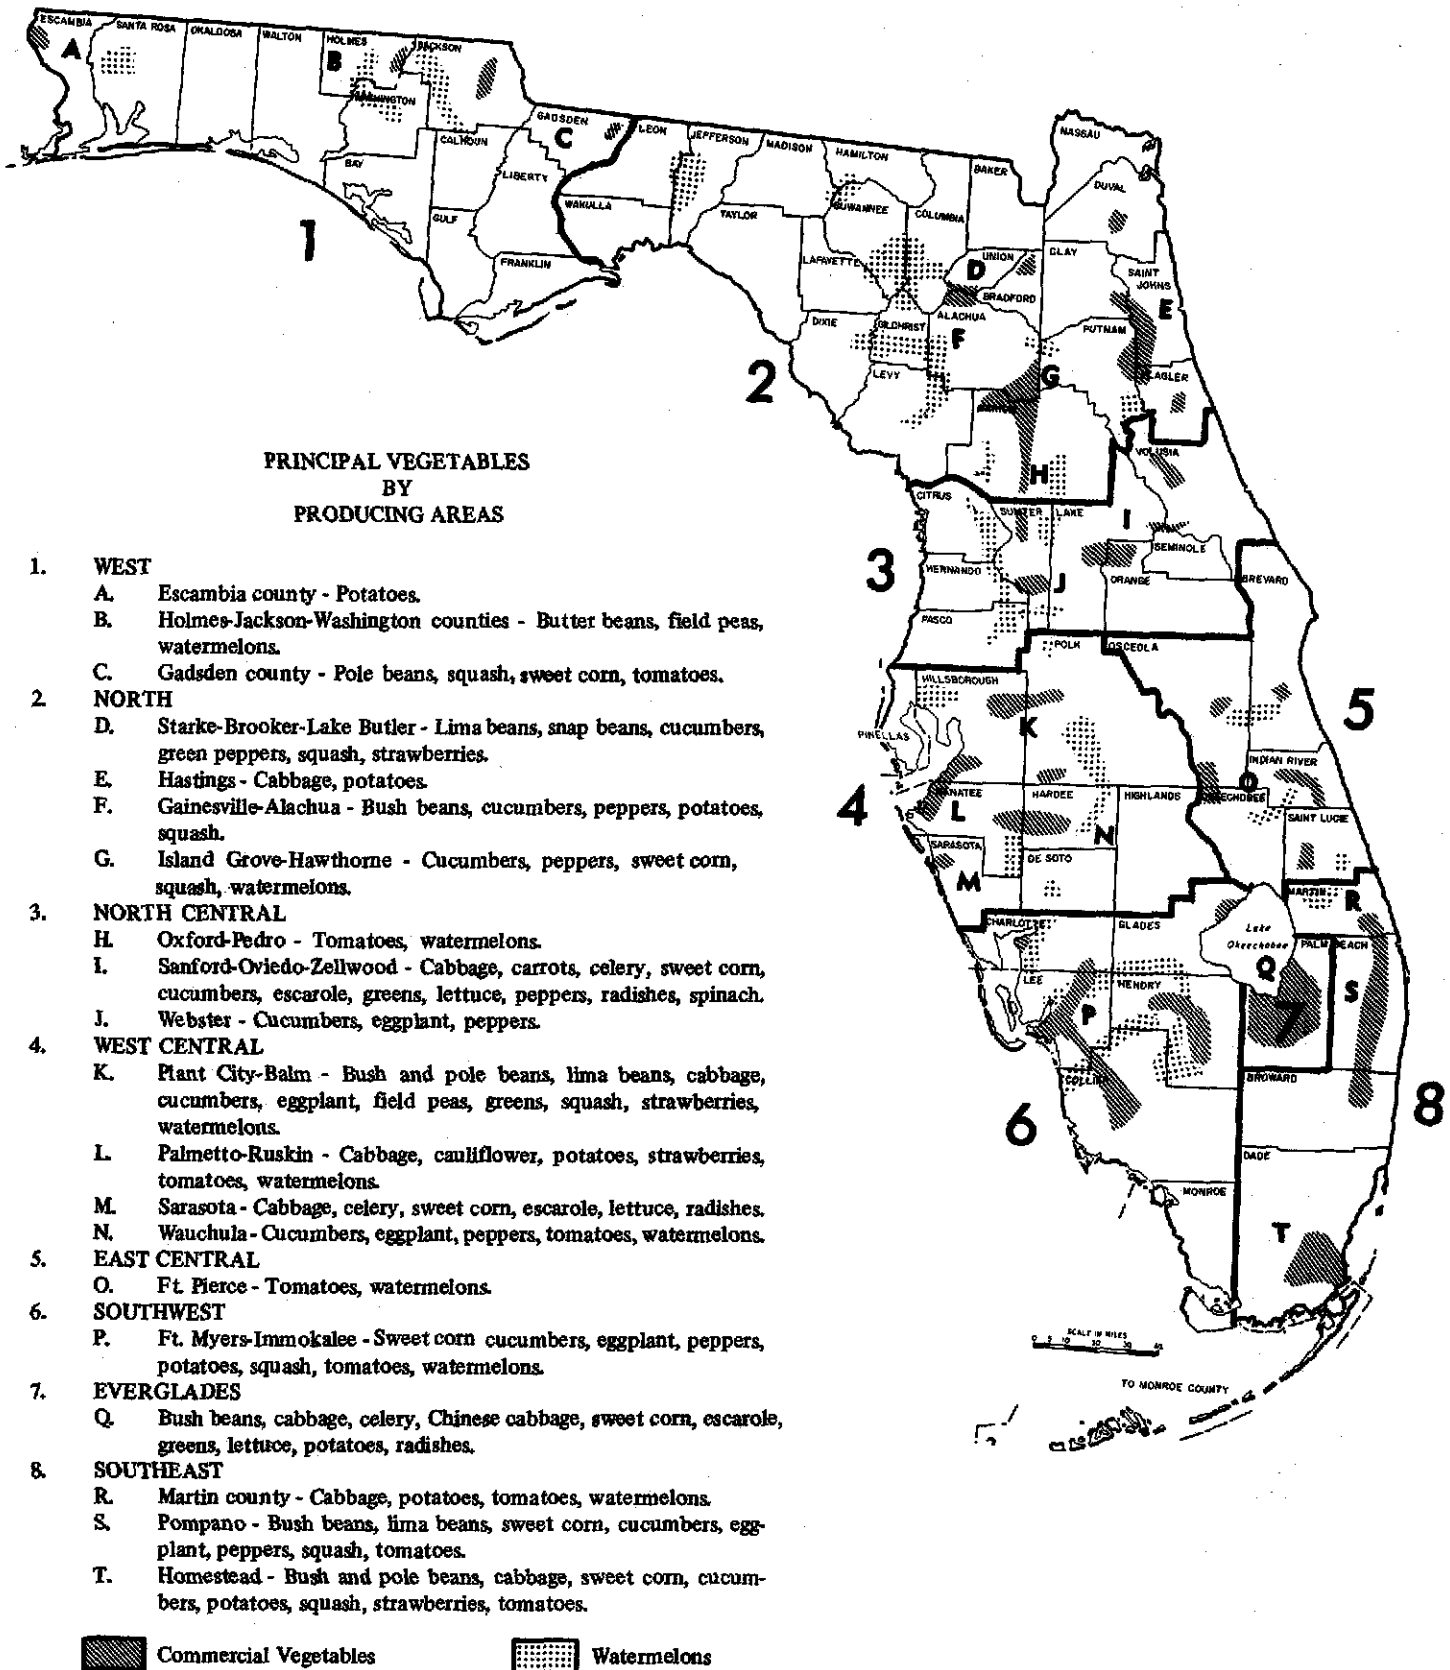 ESCAMBIA
SANTA ROSA
OKALOOSA
WALTON
HOLMES
JACKSON
A
B
WASHINGTON
GADSDEN
C
LEON
JEFFERSON
MADISON
HAMILTON
NASSAU
BAKER
DUVAL
CALHOUN
BAY
LIBERTY
WAKULLA
TAYLOR
SUWANNEE
COLUMBIA
GULF
FRANKLIN
1
LAFAYETTE
UNION
D
CLAY
SAINT
JOHNS
E
BRADFORD
DIXIE
GILCHRIST
ALACHUA
F
PUTNAM
2
LEVY
G
FLAGLER
MARION
PRINCIPAL VEGETABLES
BY
PRODUCING AREAS
H
VOLUSIA
CITRUS
SUMTER
LAKE
I
3
HERNANDO
J
ORANGE
SEMINOLE
BREVARD
PASCO
POLK
OSCEOLA
HILLSBOROUGH
K
5
PINELLAS
INDIAN RIVER
O
4
MANATEE
L
HARDEE
HIGHLANDS
OKEECHOBEE
SAINT LUCIE
N
SARASOTA
DE SOTO
M
MARTIN
R
CHARLOTTE
GLADES
Lake
Okeechobee
PALM BEACH
LEE
HENDRY
Q
S
P
7
COLLIER
BROWARD
6
8
DADE
MONROE
T
SCALE IN MILES
0 5 10 20 30 40
TO MONROE COUNTY
1. WEST
A. Escambia county - Potatoes.
B. Holmes-Jackson-Washington counties - Butter beans, field peas,
watermelons.
C. Gadsden county - Pole beans, squash, sweet corn, tomatoes.
2. NORTH
D. Starke-Brooker-Lake Butler - Lima beans, snap beans, cucumbers,
green peppers, squash, strawberries.
E. Hastings - Cabbage, potatoes.
F. Gainesville-Alachua - Bush beans, cucumbers, peppers, potatoes,
squash.
G. Island Grove-Hawthorne - Cucumbers, peppers, sweet corn,
squash, watermelons.
3. NORTH CENTRAL
H. Oxford-Pedro - Tomatoes, watermelons.
I. Sanford-Oviedo-Zellwood - Cabbage, carrots, celery, sweet corn,
cucumbers, escarole, greens, lettuce, peppers, radishes, spinach.
J. Webster - Cucumbers, eggplant, peppers.
4. WEST CENTRAL
K. Plant City-Balm - Bush and pole beans, lima beans, cabbage,
cucumbers, eggplant, field peas, greens, squash, strawberries,
watermelons.
L. Palmetto-Ruskin - Cabbage, cauliflower, potatoes, strawberries,
tomatoes, watermelons.
M. Sarasota - Cabbage, celery, sweet corn, escarole, lettuce, radishes.
N. Wauchula - Cucumbers, eggplant, peppers, tomatoes, watermelons.
5. EAST CENTRAL
O. Ft. Pierce - Tomatoes, watermelons.
6. SOUTHWEST
P. Ft. Myers-Immokalee - Sweet corn cucumbers, eggplant, peppers,
potatoes, squash, tomatoes, watermelons.
7. EVERGLADES
Q. Bush beans, cabbage, celery, Chinese cabbage, sweet corn, escarole,
greens, lettuce, potatoes, radishes.
8. SOUTHEAST
R. Martin county - Cabbage, potatoes, tomatoes, watermelons.
S. Pompano - Bush beans, lima beans, sweet corn, cucumbers, egg-
plant, peppers, squash, tomatoes.
T. Homestead - Bush and pole beans, cabbage, sweet corn, cucum-
bers, potatoes, squash, strawberries, tomatoes.
Commercial Vegetables
Watermelons